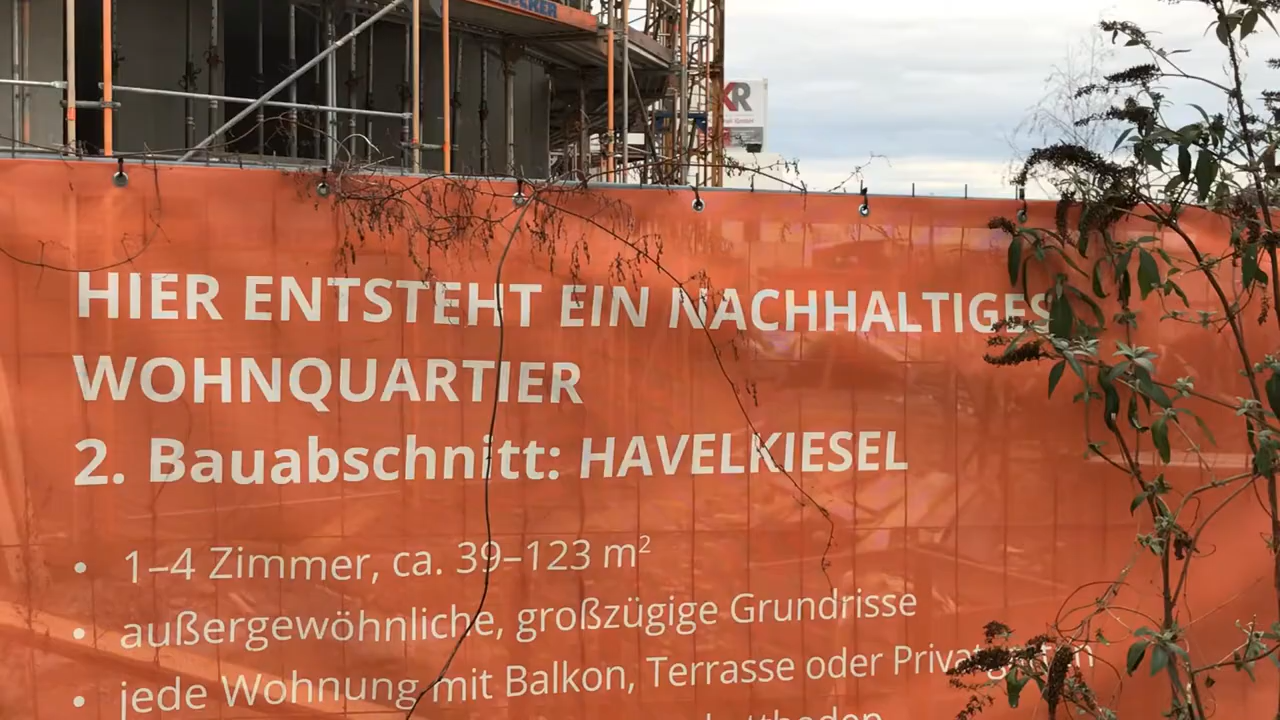 KR
HIER ENTSTEHT EIN NACHHALTIGES
WOHNQUARTIER
2. Bauabschnitt: HAVELKIESEL
• 1–4 Zimmer, ca. 39–123 m²
• außergewöhnliche, großzügige Grundrisse
• jede Wohnung mit Balkon, Terrasse oder